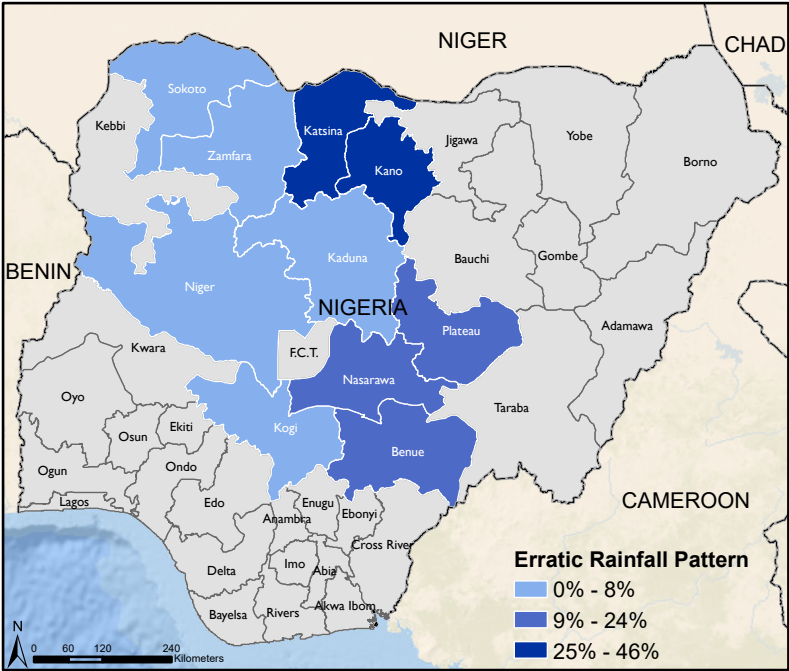 NIGER
CHAD
Sokoto
Kebbi
Katsina
Jigawa
Yobe
Zamfara
Borno
Kano
Bauchi
Gombe
Kaduna
BENIN
Niger
NIGERIA
Adamawa
Plateau
Kwara
F.C.T.
Nasarawa
Oyo
Taraba
Ekiti
Kogi
Osun
Benue
Ondo
Ogun
Lagos
Edo
Enugu
Ebonyi
Anambra
CAMEROON
Cross River
Imo
Abia
Delta
Akwa Ibom
Bayelsa
Rivers
Erratic Rainfall Pattern
0% - 8%
9% - 24%
25% - 46%
N
0 60 120 240
Kilometers